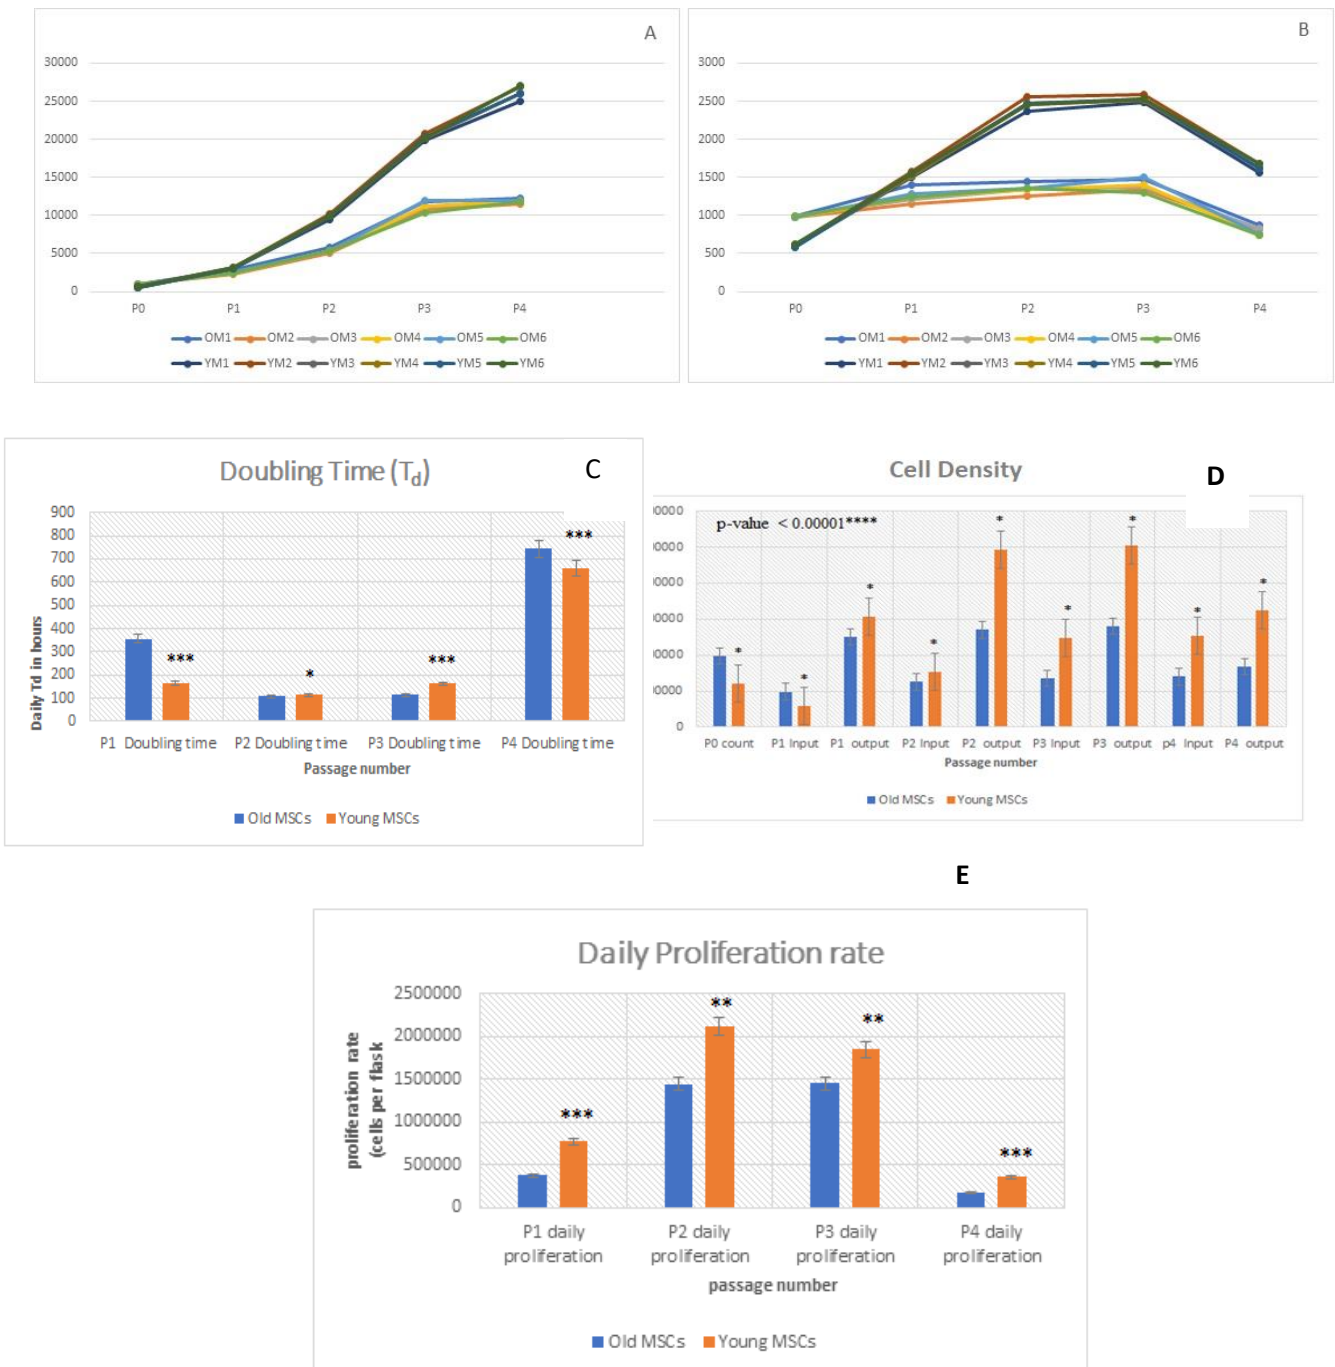 A
30000
25000
20000
15000
10000
5000
0
P0 P1 P2 P3 P4
OM1 OM2 OM3 OM4 OM5 OM6
YM1 YM2 YM3 YM4 YM5 YM6
B
3000
2500
2000
1500
1000
500
0
P0 P1 P2 P3 P4
OM1 OM2 OM3 OM4 OM5 OM6
YM1 YM2 YM3 YM4 YM5 YM6
Doubling Time (Td)
C
900
800
700
600
500
400
300
200
100
0
Daily Td in hours
***
*
***
***
P1 Doubling time P2 Doubling time P3 Doubling time P4 Doubling time
Passage number
Old MSCs Young MSCs
Cell Density
D
p-value < 0.00001****
0
* * * * * * * * *
P0 count P1 Input P1 output P2 Input P2 output P3 Input P3 output p4 Input P4 output
Passage number
Old MSCs Young MSCs
E
Daily Proliferation rate
2500000
2000000
1500000
1000000
500000
0
proliferation rate
(cells per flask
***
**
**
***
P1 daily P2 daily P3 daily P4 daily
proliferation proliferation proliferation proliferation
passage number
Old MSCs Young MSCs